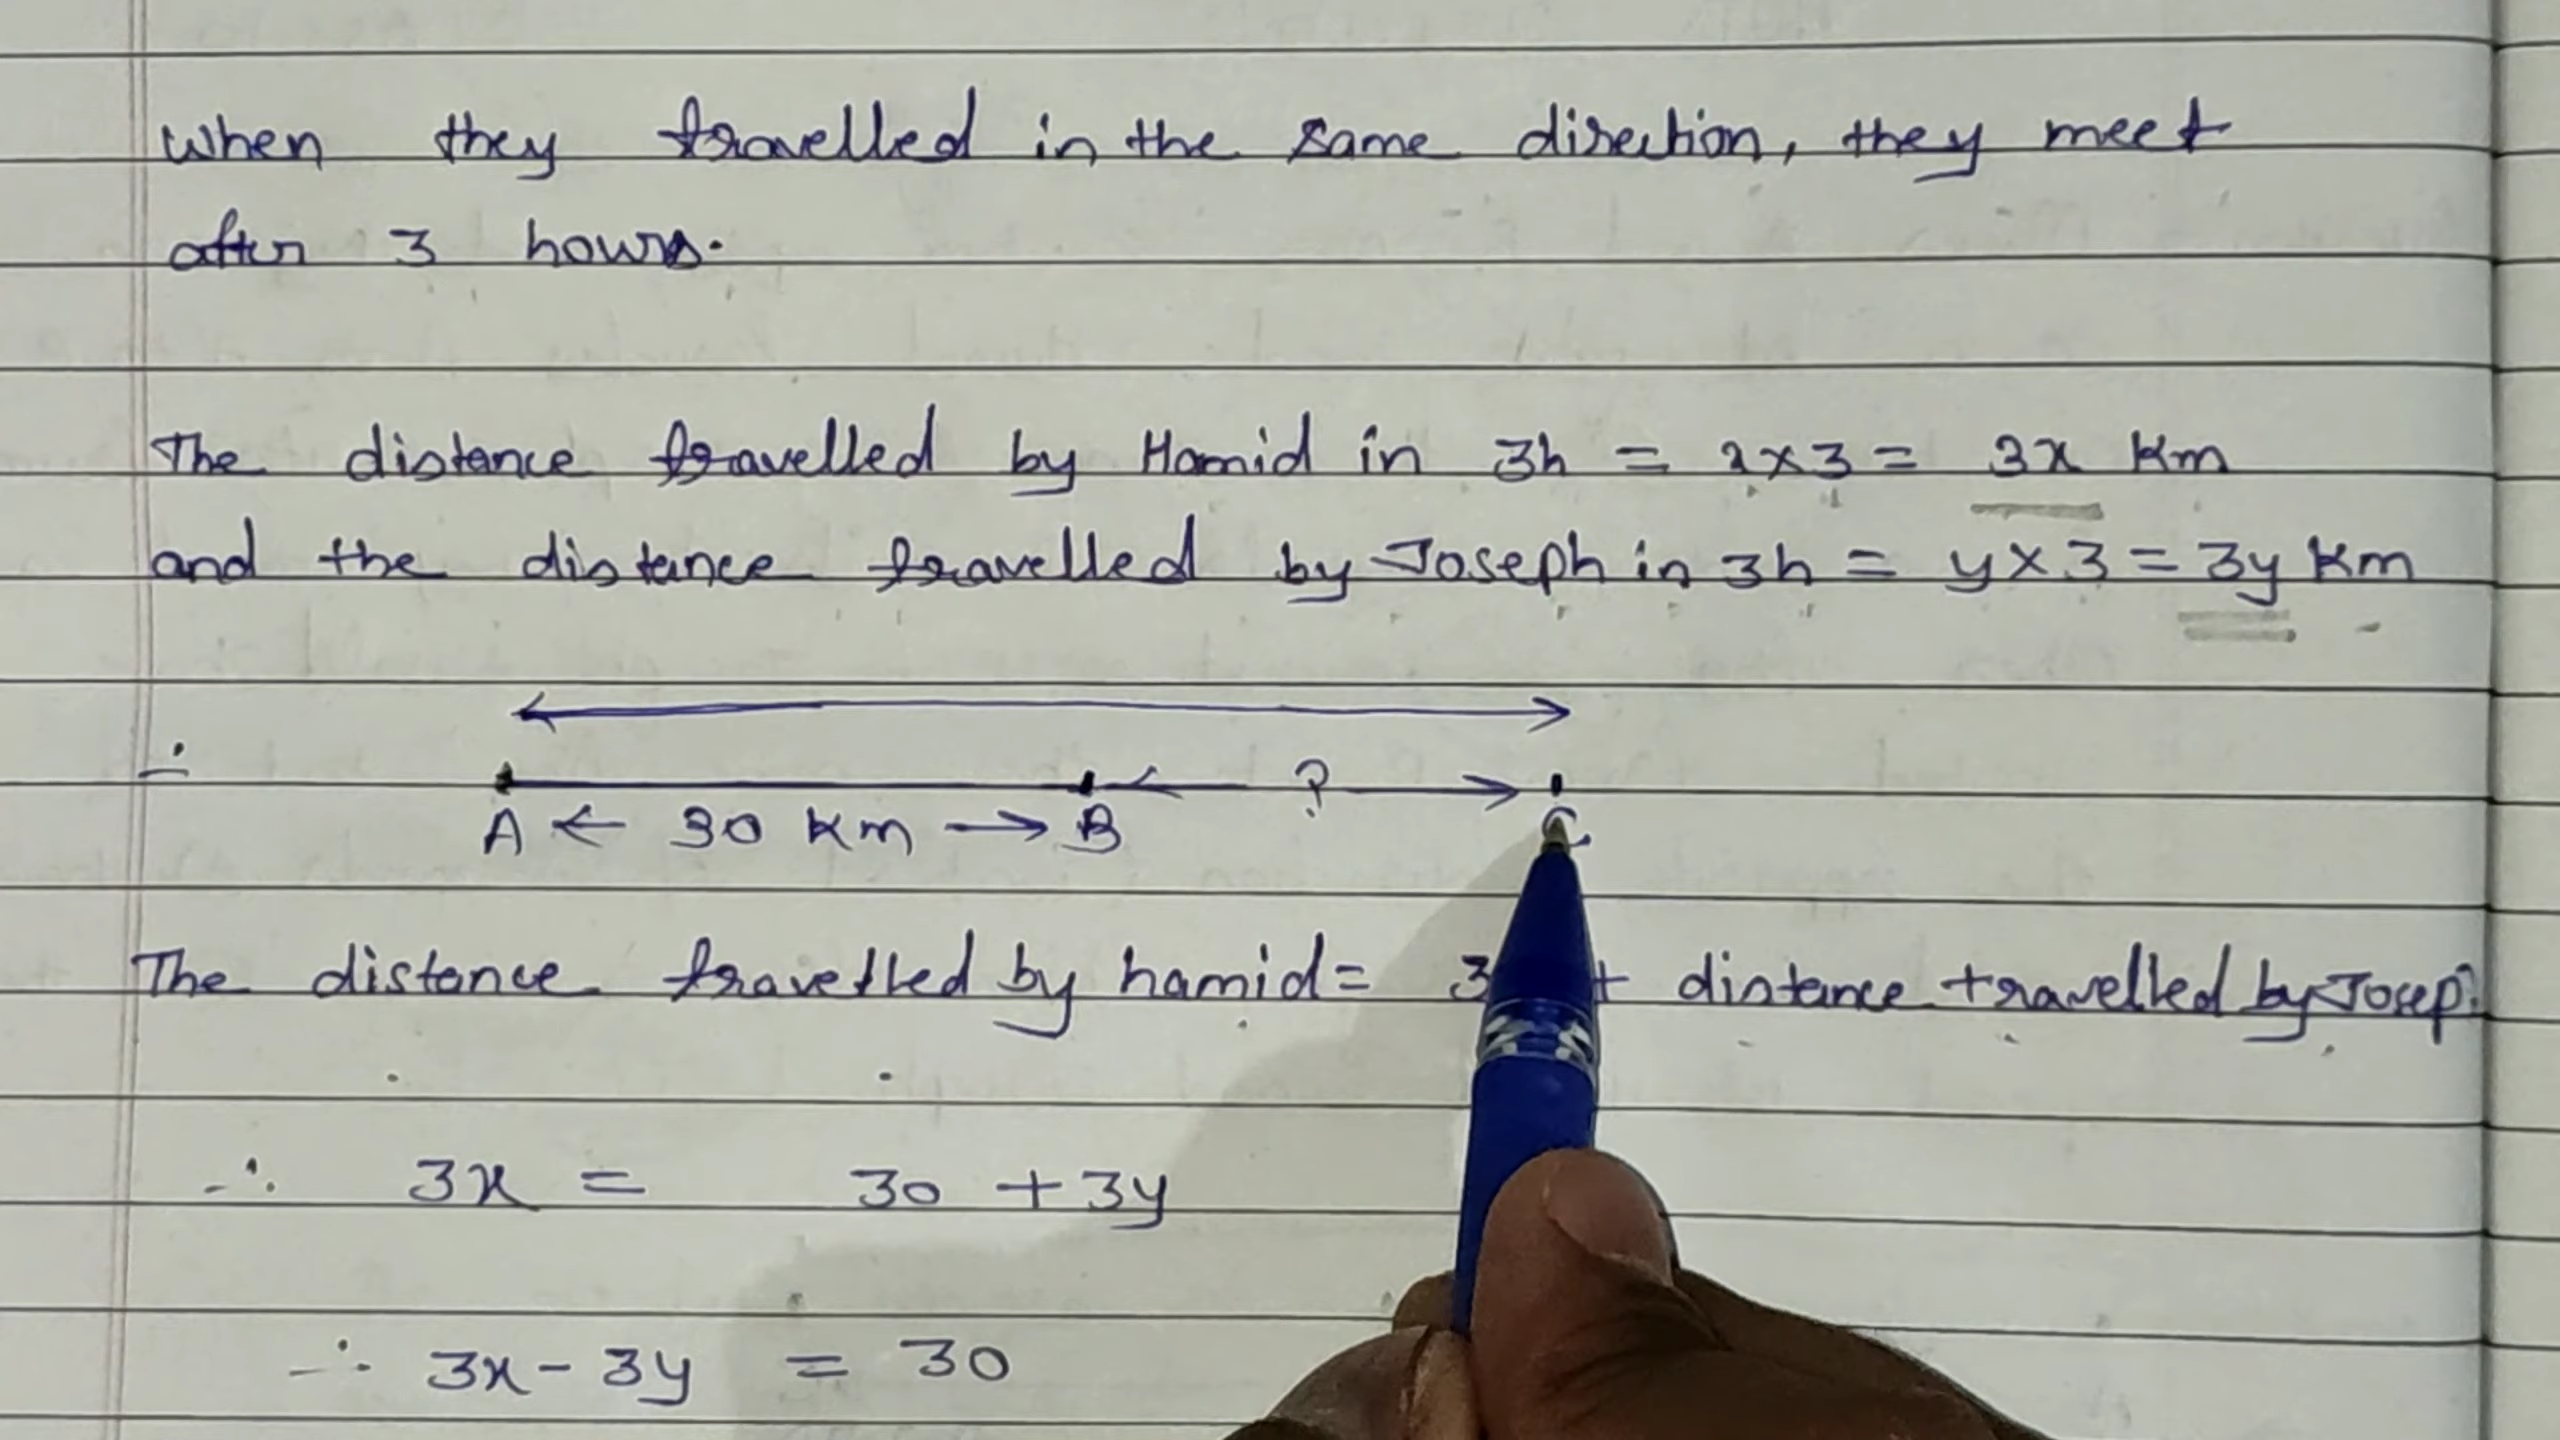 When they travelled in the same direction, they meet
after 3 hours.
The distance travelled by Hamid in 3h = x×3 = 3x Km
and the distance travelled by Joseph in 3h = y×3 = 3y Km
?
A ← 30 Km → B C
The distance travelled by hamid = 3 + distance travelled by Josep
∴ 3x = 30 + 3y
∴ 3x - 3y = 30